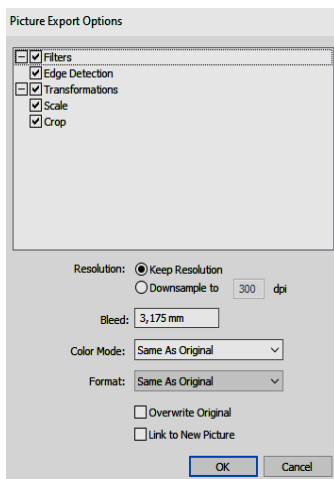 Picture Export Options
Filters
Edge Detection
Transformations
Scale
Crop
Resolution: Keep Resolution
Downsample to 300 dpi
Bleed: 3,175 mm
Color Mode: Same As Original
Format: Same As Original
Overwrite Original
Link to New Picture
OK Cancel